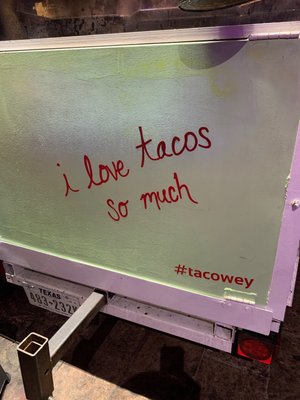 i love tacos
so much
#tacowey
TEXAS